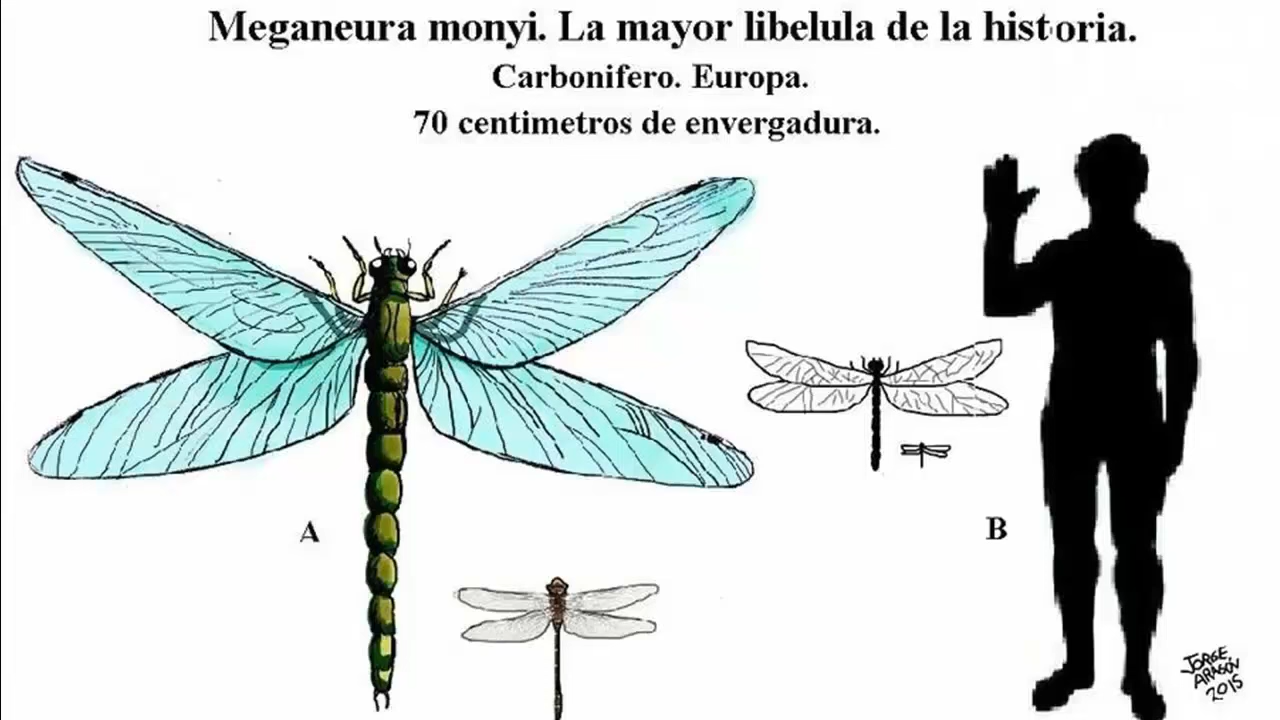 Meganeura monyi. La mayor libelula de la historia.
Carbonifero. Europa.
70 centimetros de envergadura.
A
B
JORGE
ARAGÓN
2015